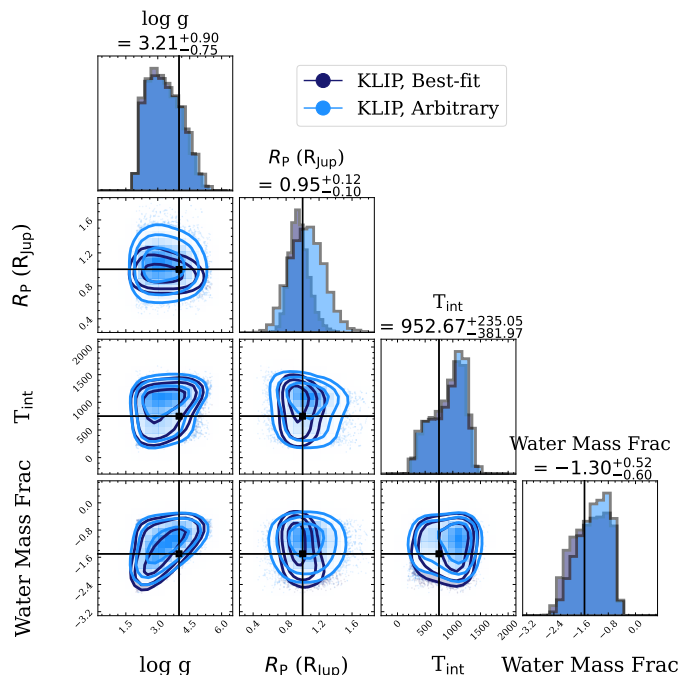 log g
= 3.21+0.90−0.75
KLIP, Best-fit
KLIP, Arbitrary
RP (RJup)
= 0.95+0.12−0.10
Tint
= 952.67+235.05−381.97
Water Mass Frac
= −1.30+0.52−0.60
RP (RJup)
1.6
1.2
0.8
0.4
Tint
2000
1500
1000
500
0
Water Mass Frac
0.0
−0.8
−1.6
−2.4
−3.2
1.5
3.0
4.5
6.0
0.4
0.8
1.2
1.6
0
500
1000
1500
2000
−3.2
−2.4
−1.6
−0.8
0.0
log g
RP (RJup)
Tint
Water Mass Frac